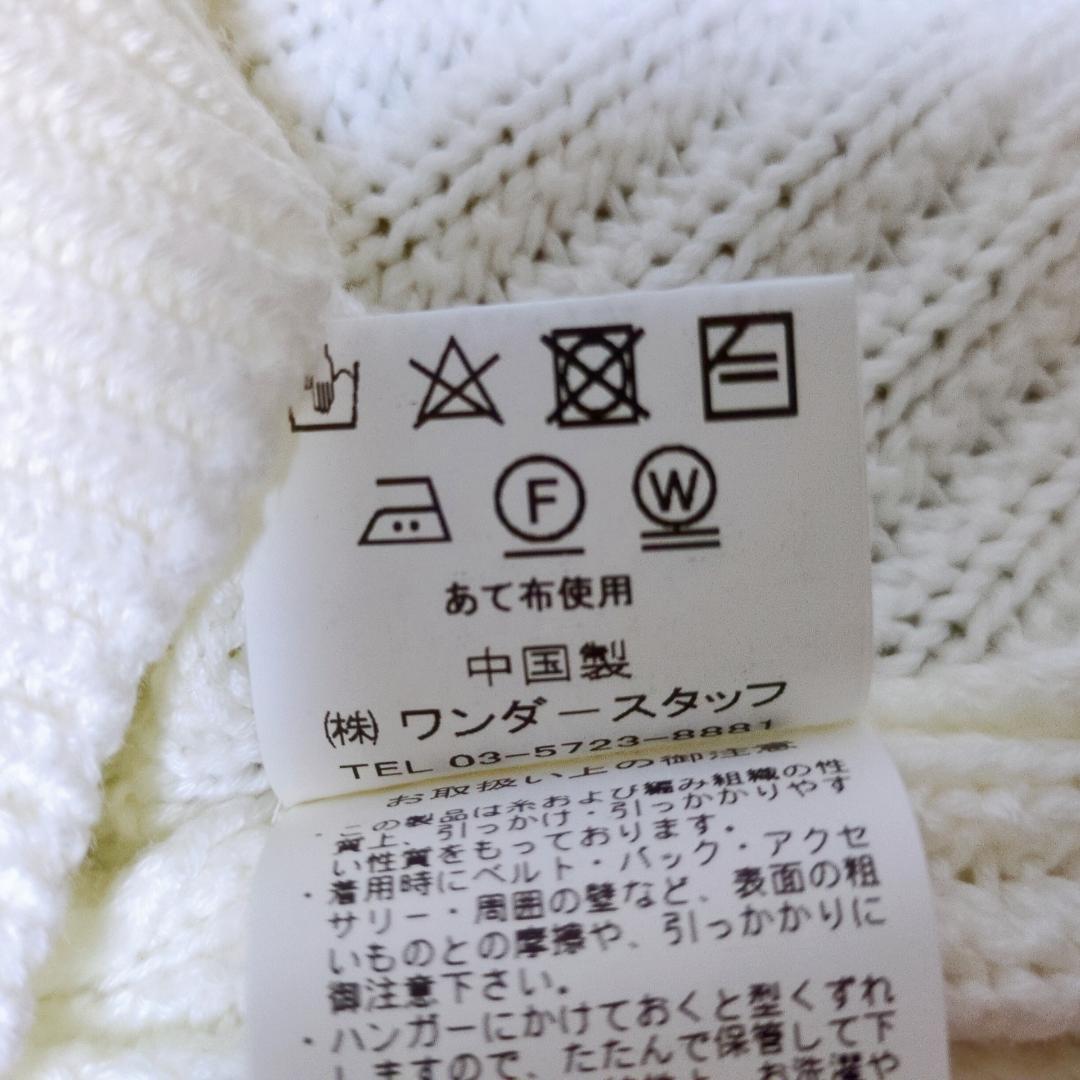 F W
あて布使用
中国製
(株) ワンダースタッフ
TEL 03-5723-8881
お取扱い上の御注意
・この製品は糸および編み組織の性
質上、引っかけ・引っかかりやす
い性質をもっております。
・着用時にベルト・バック・アクセ
サリー・周囲の壁など、表面の粗
いものとの摩擦や、引っかかりに
御注意下さい。
・ハンガーにかけておくと型くずれ
しますので、たたんで保管して下
お洗濯や